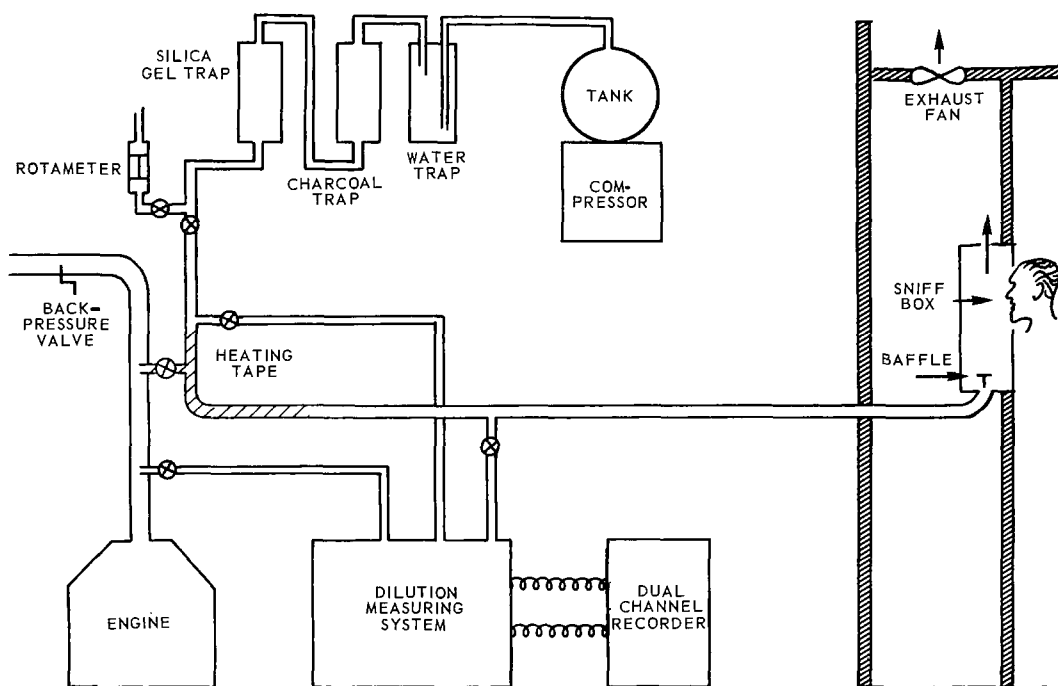 SILICA
GEL TRAP
TANK
EXHAUST
FAN
ROTAMETER
WATER
TRAP
CHARCOAL
TRAP
COM-
PRESSOR
BACK-
PRESSURE
VALVE
SNIFF
BOX
HEATING
TAPE
BAFFLE
ENGINE
DILUTION
MEASURING
SYSTEM
DUAL
CHANNEL
RECORDER